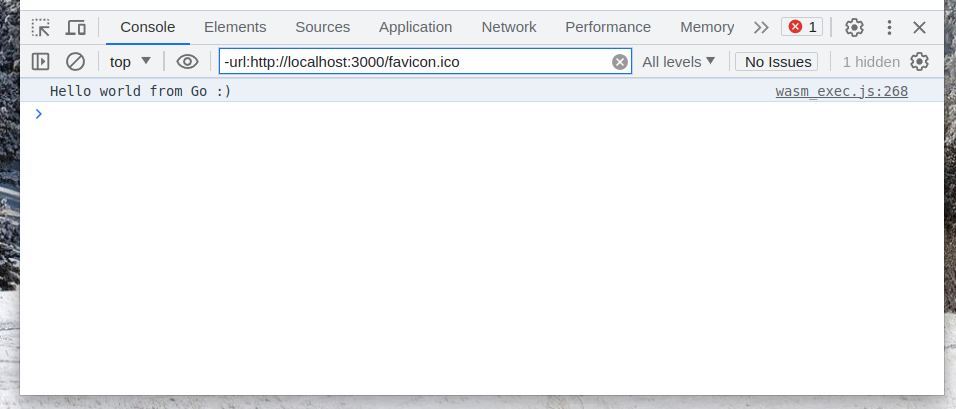 Console Elements Sources Application Network Performance Memory 1
top -url:http://localhost:3000/favicon.ico All levels No Issues 1 hidden
Hello world from Go :) wasm_exec.js:268